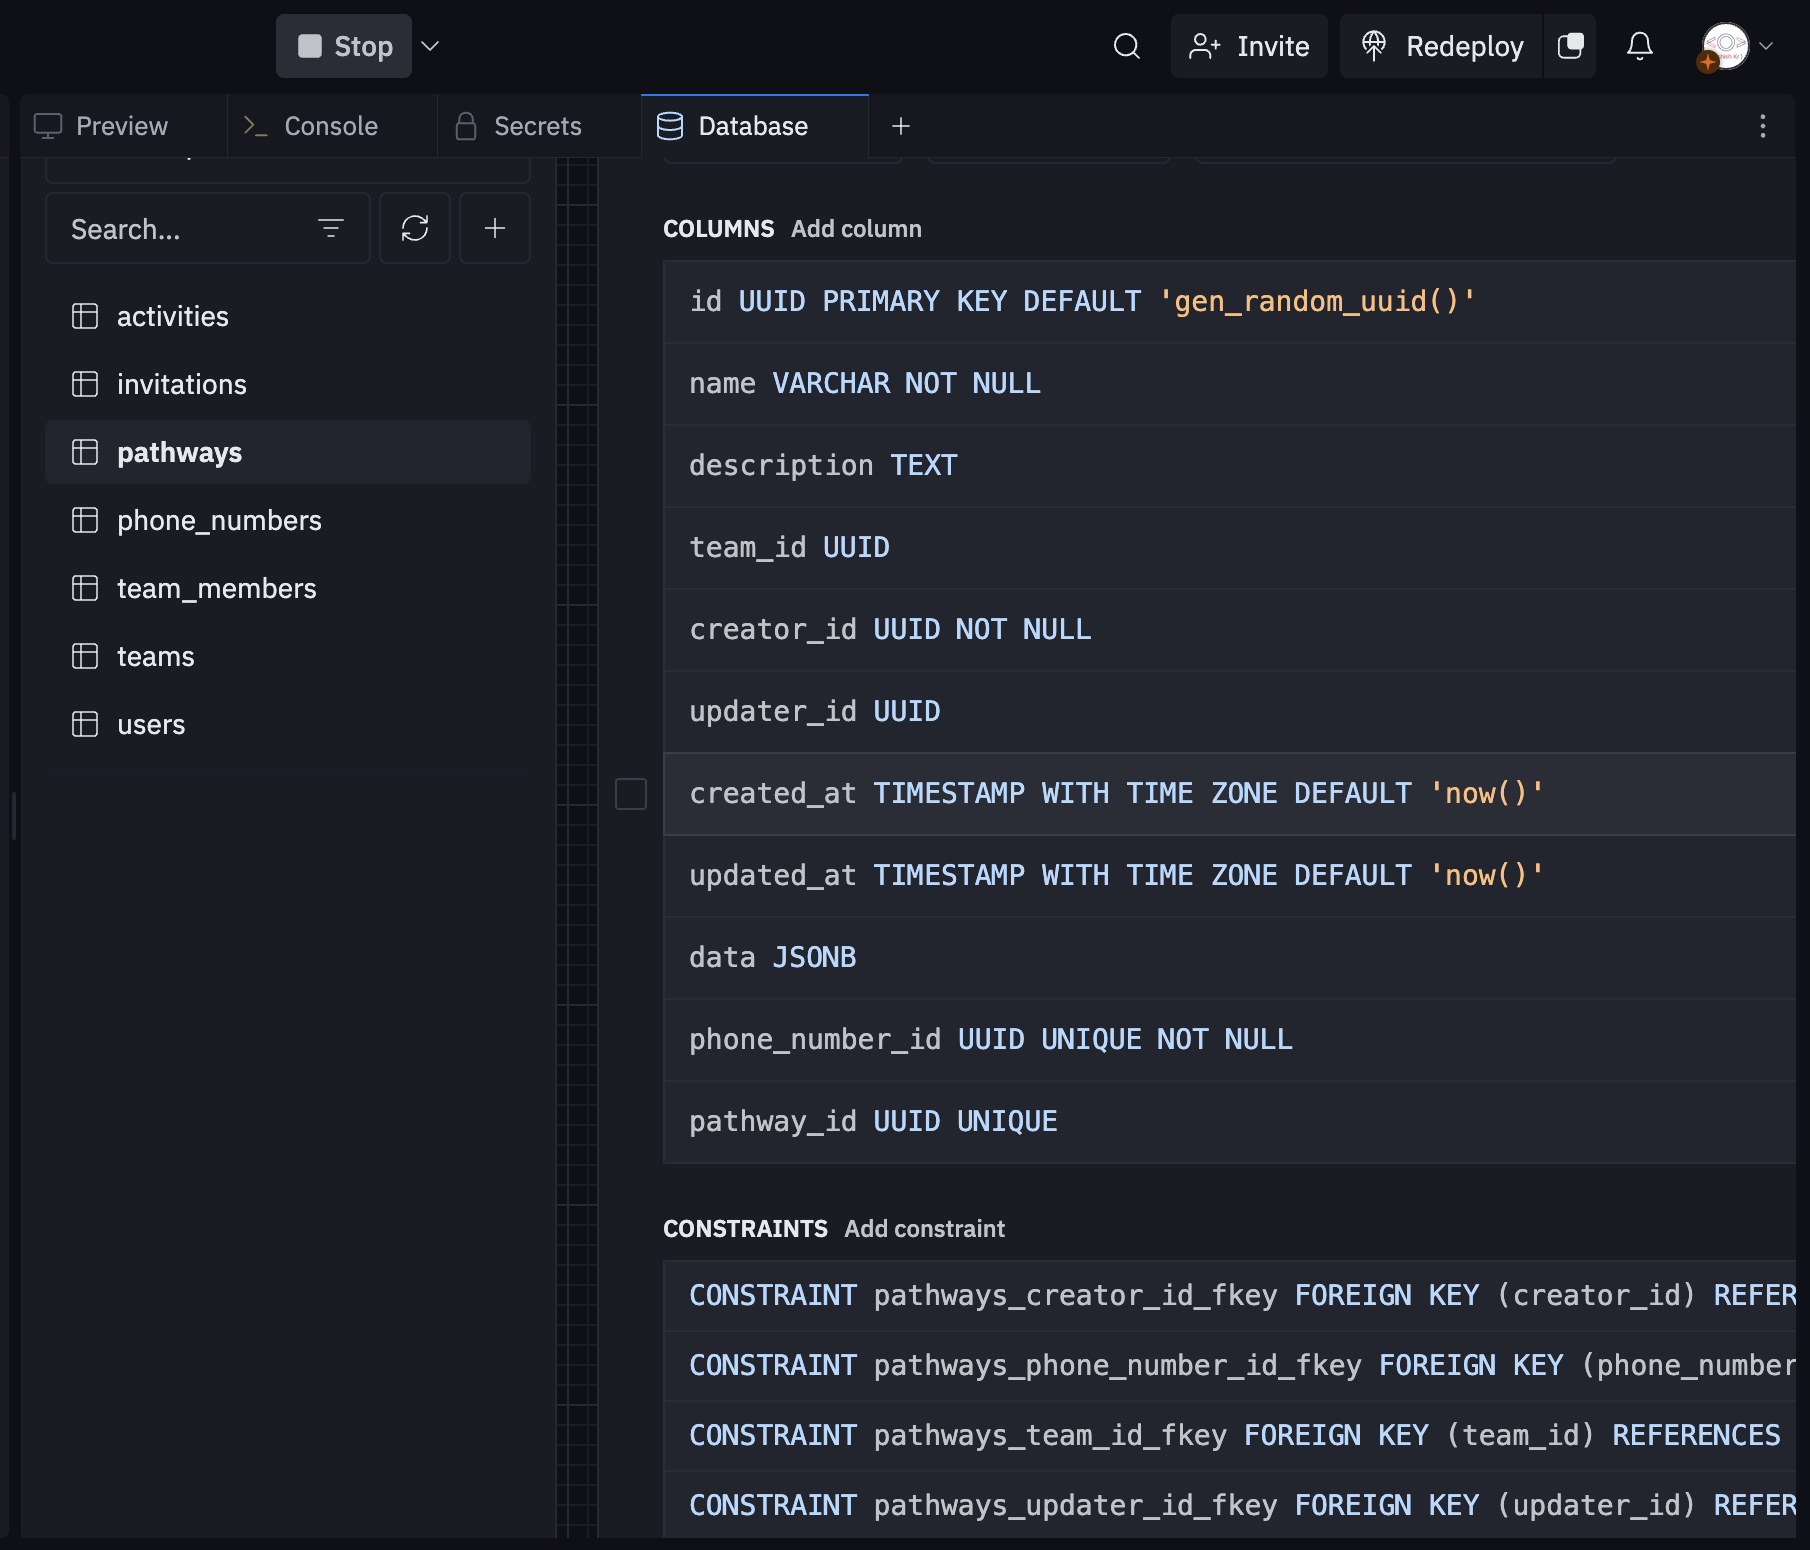 Stop
Invite
Redeploy
Preview
Console
Secrets
Database
Search...
activities
invitations
pathways
phone_numbers
team_members
teams
users
COLUMNS Add column
id UUID PRIMARY KEY DEFAULT 'gen_random_uuid()'
name VARCHAR NOT NULL
description TEXT
team_id UUID
creator_id UUID NOT NULL
updater_id UUID
created_at TIMESTAMP WITH TIME ZONE DEFAULT 'now()'
updated_at TIMESTAMP WITH TIME ZONE DEFAULT 'now()'
data JSONB
phone_number_id UUID UNIQUE NOT NULL
pathway_id UUID UNIQUE
CONSTRAINTS Add constraint
CONSTRAINT pathways_creator_id_fkey FOREIGN KEY (creator_id) REFER
CONSTRAINT pathways_phone_number_id_fkey FOREIGN KEY (phone_number
CONSTRAINT pathways_team_id_fkey FOREIGN KEY (team_id) REFERENCES
CONSTRAINT pathways_updater_id_fkey FOREIGN KEY (updater_id) REFER